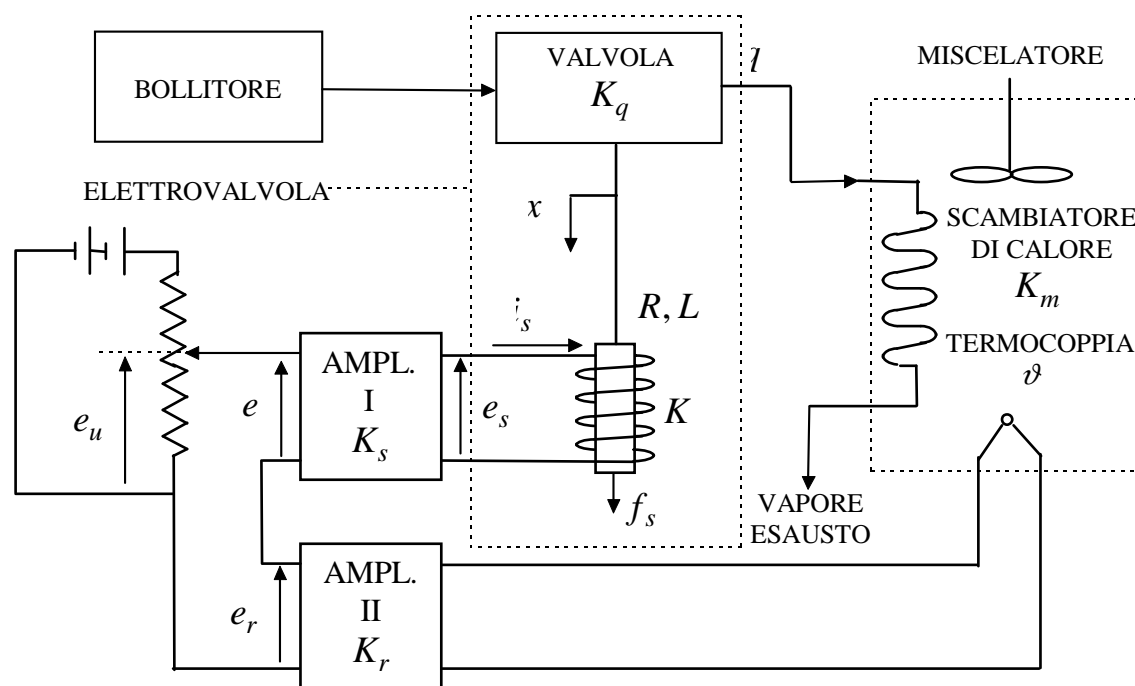 BOLLITORE
VALVOLA
K_q
MISCELATORE
ELETTROVALVOLA
x
SCAMBIATORE
DI CALORE
K_m
TERMOCOPPIA
ϑ
R, L
i_s
K
AMPL.
I
K_s
e_u
e
e_s
f_s
VAPORE
ESAUSTO
AMPL.
II
K_r
e_r